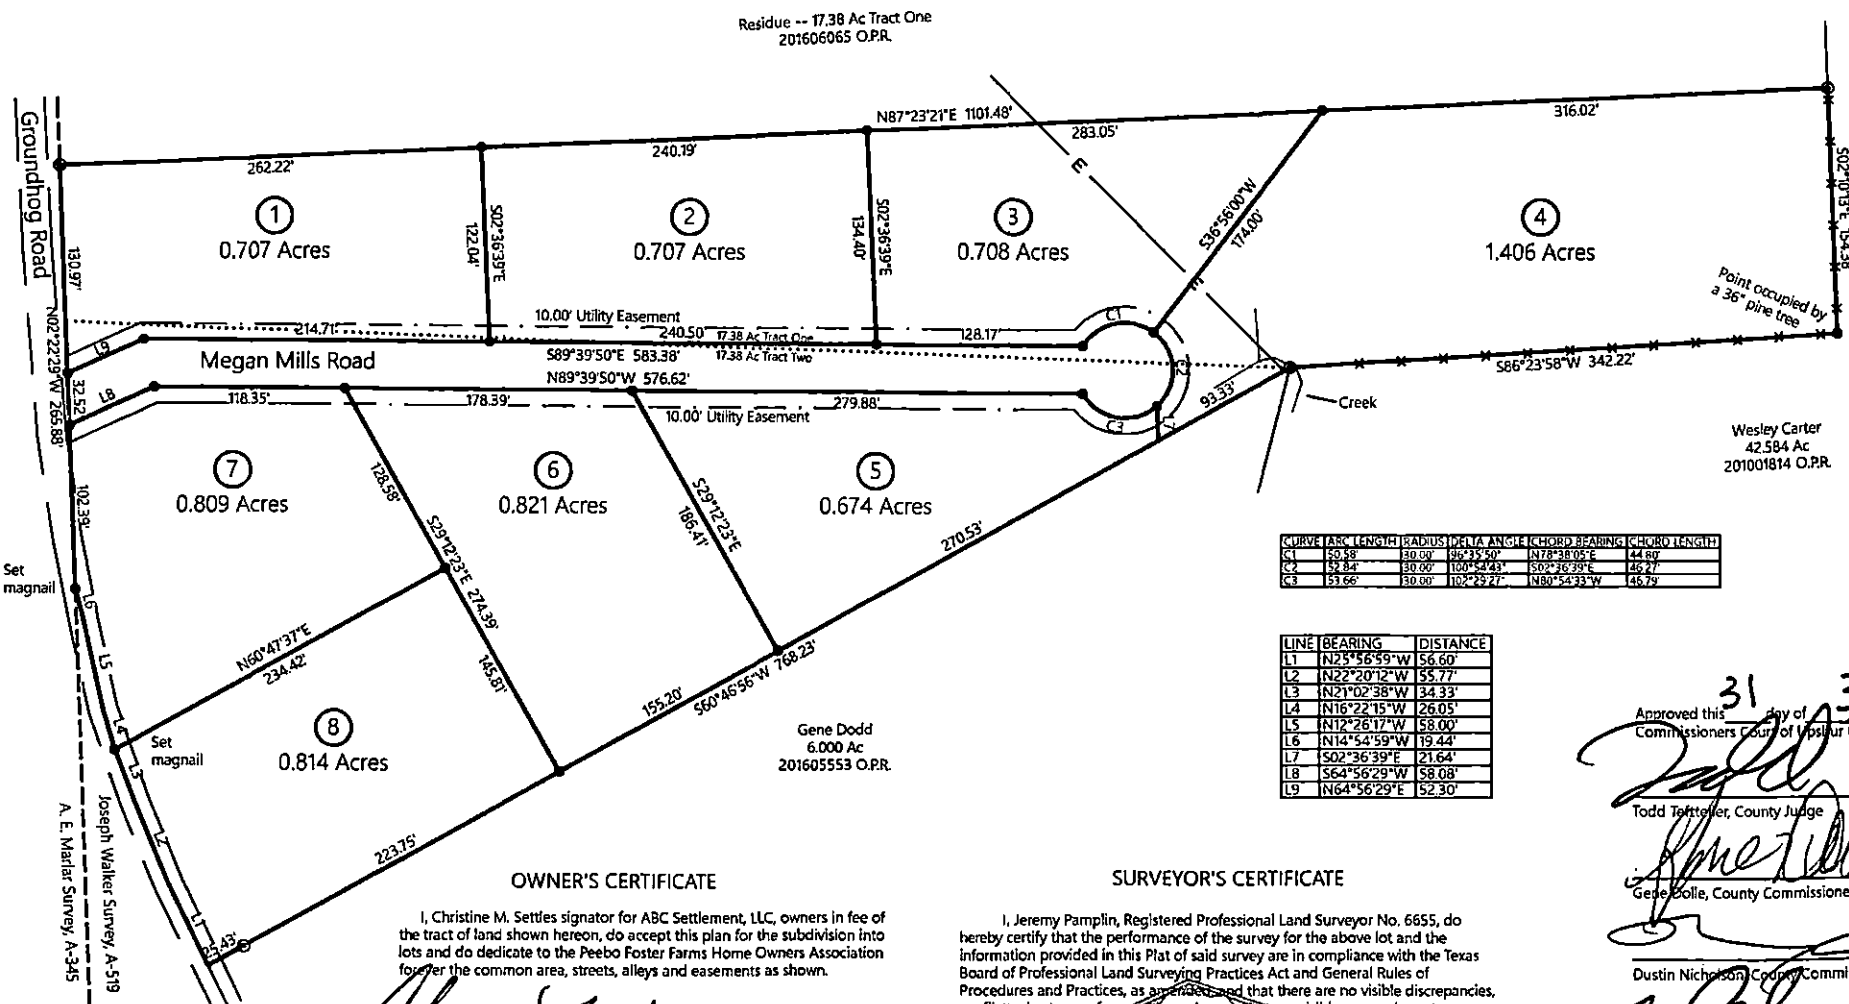 Residue -- 17.38 Ac Tract One
201606065 O.P.R.
Groundhog Road
N87°23'21"E 1101.48'
262.22'
240.19'
283.05'
316.02'
E
E
1
0.707 Acres
2
0.707 Acres
3
0.708 Acres
4
1.406 Acres
130.97'
S02°36'39"E
122.04'
S02°36'39"E
134.40'
S36°56'00"W
174.00'
S02°10'13"E 154.38'
Point occupied by
a 36" pine tree
N02°22'29"W 265.88'
32.52'
10.00' Utility Easement
214.71'
240.50'
17.38 Ac Tract One
128.17'
C1
L9
Megan Mills Road
S89°39'50"E 583.38'
17.38 Ac Tract Two
C2
S86°23'58"W 342.22'
L8
N89°39'50"W 576.62'
118.35'
178.39'
279.88'
10.00' Utility Easement
C3
L7
93.33'
Creek
Wesley Carter
42.584 Ac
201001814 O.P.R.
7
0.809 Acres
6
0.821 Acres
5
0.674 Acres
102.39'
128.58'
S29°12'23"E 274.39'
145.81'
S29°12'23"E
186.41'
270.53'
Set
magnail
L6
L5
N60°47'37"E
234.42'
L4
Set
magnail
L3
8
0.814 Acres
155.20'
S60°46'56"W 768.23'
Gene Dodd
6.000 Ac
201605553 O.P.R.
L2
223.75'
L1
25.43'
Joseph Walker Survey, A-519
A. E. Marlar Survey, A-345
CURVE ARC LENGTH RADIUS DELTA ANGLE CHORD BEARING CHORD LENGTH
C1 50.58' 30.00' 96°35'50" N78°38'05"E 44.80'
C2 52.84' 30.00' 100°54'43" S02°36'39"E 46.27'
C3 53.66' 30.00' 102°29'27" N80°54'33"W 46.79'
LINE BEARING DISTANCE
L1 N25°56'59"W 56.60'
L2 N22°20'12"W 55.77'
L3 N21°02'38"W 34.33'
L4 N16°22'15"W 26.05'
L5 N12°26'17"W 58.00'
L6 N14°54'59"W 19.44'
L7 S02°36'39"E 21.64'
L8 S64°56'29"W 58.08'
L9 N64°56'29"E 52.30'
Approved this 31 day of
Commissioners Court of Upshur
Todd Tefteller, County Judge
Gene Dolle, County Commissione
Dustin Nicholson, County Commi
OWNER'S CERTIFICATE
I, Christine M. Settles signator for ABC Settlement, LLC, owners in fee of
the tract of land shown hereon, do accept this plan for the subdivision into
lots and do dedicate to the Peebo Foster Farms Home Owners Association
forever the common area, streets, alleys and easements as shown.
SURVEYOR'S CERTIFICATE
I, Jeremy Pamplin, Registered Professional Land Surveyor No. 6655, do
hereby certify that the performance of the survey for the above lot and the
information provided in this Plat of said survey are in compliance with the Texas
Board of Professional Land Surveying Practices Act and General Rules of
Procedures and Practices, as amended, and that there are no visible discrepancies,